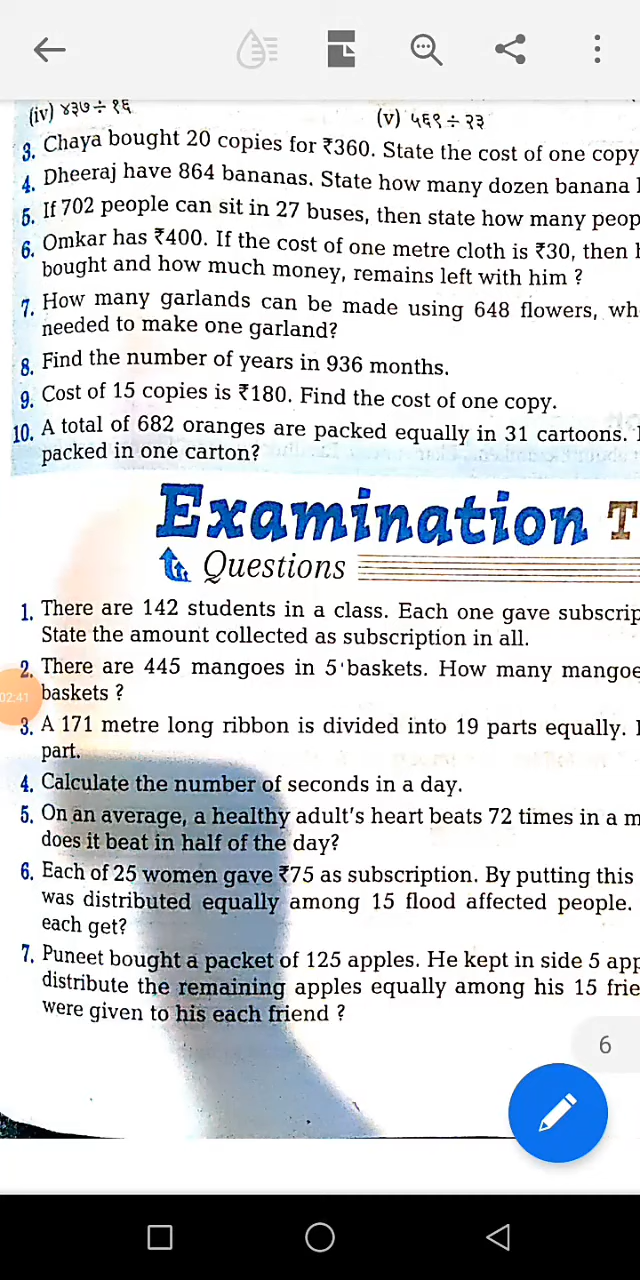 (iv) ४३७ ÷ १६
(v) ५६९ ÷ २३
3. Chaya bought 20 copies for ₹360. State the cost of one copy
4. Dheeraj have 864 bananas. State how many dozen banana
5. If 702 people can sit in 27 buses, then state how many peop
6. Omkar has ₹400. If the cost of one metre cloth is ₹30, then
bought and how much money, remains left with him ?
7. How many garlands can be made using 648 flowers, wh
needed to make one garland?
8. Find the number of years in 936 months.
9. Cost of 15 copies is ₹180. Find the cost of one copy.
10. A total of 682 oranges are packed equally in 31 cartoons.
packed in one carton?
Examination T
Questions
1. There are 142 students in a class. Each one gave subscrip
State the amount collected as subscription in all.
2. There are 445 mangoes in 5 baskets. How many mangoe
baskets ?
02:41
3. A 171 metre long ribbon is divided into 19 parts equally.
part.
4. Calculate the number of seconds in a day.
5. On an average, a healthy adult's heart beats 72 times in a m
does it beat in half of the day?
6. Each of 25 women gave ₹75 as subscription. By putting this
was distributed equally among 15 flood affected people.
each get?
7. Puneet bought a packet of 125 apples. He kept in side 5 app
distribute the remaining apples equally among his 15 frie
were given to his each friend ?
6